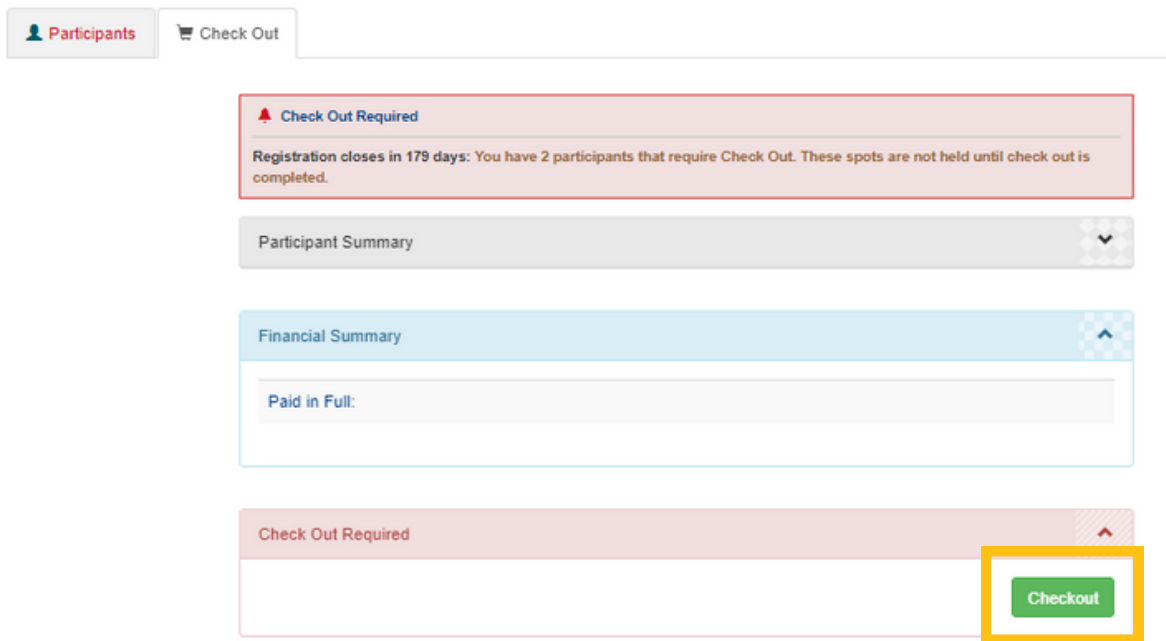 Participants
Check Out
Check Out Required
Registration closes in 179 days: You have 2 participants that require Check Out. These spots are not held until check out is
completed.
Participant Summary
Financial Summary
Paid in Full:
Check Out Required
Checkout